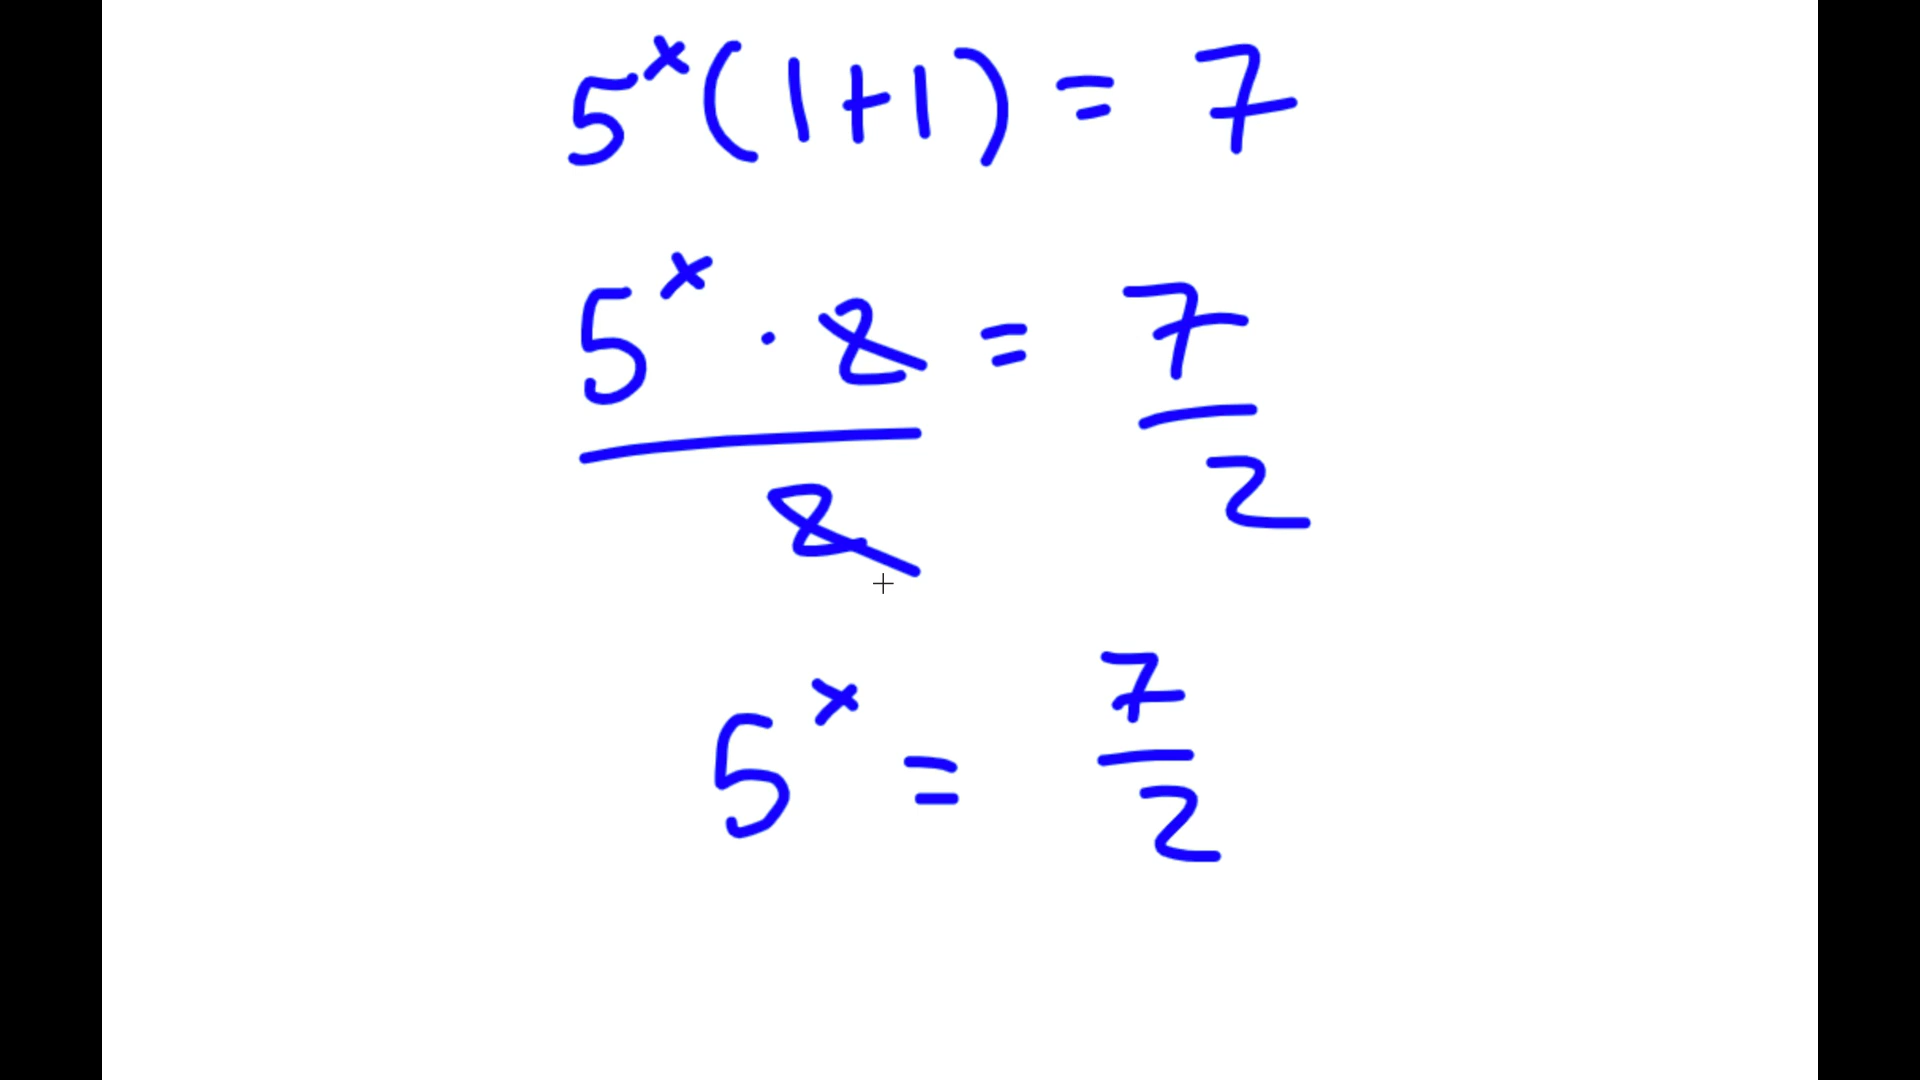 5^x (1+1) = 7
5^x · 2 / 2 = 7 / 2
5^x = 7 / 2